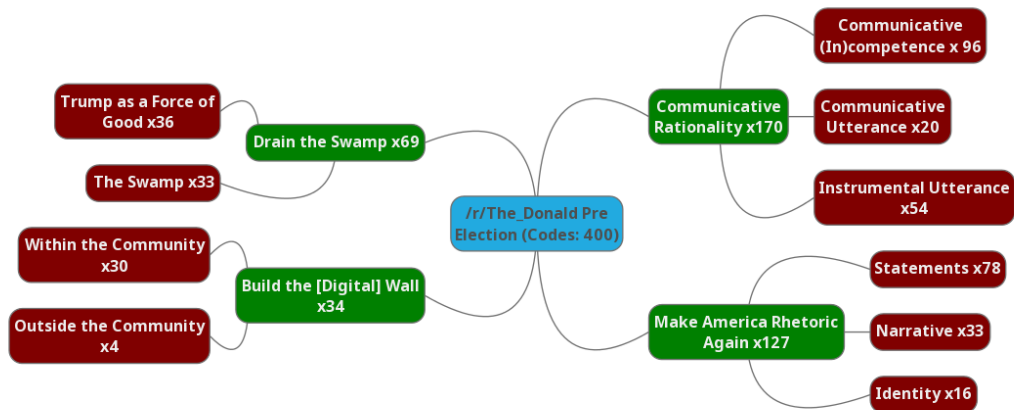 Communicative
(In)competence x 96
Trump as a Force of
Good x36
Communicative
Rationality x170
Communicative
Utterance x20
Drain the Swamp x69
The Swamp x33
Instrumental Utterance
x54
/r/The_Donald Pre
Election (Codes: 400)
Within the Community
x30
Statements x78
Build the [Digital] Wall
x34
Outside the Community
x4
Make America Rhetoric
Again x127
Narrative x33
Identity x16